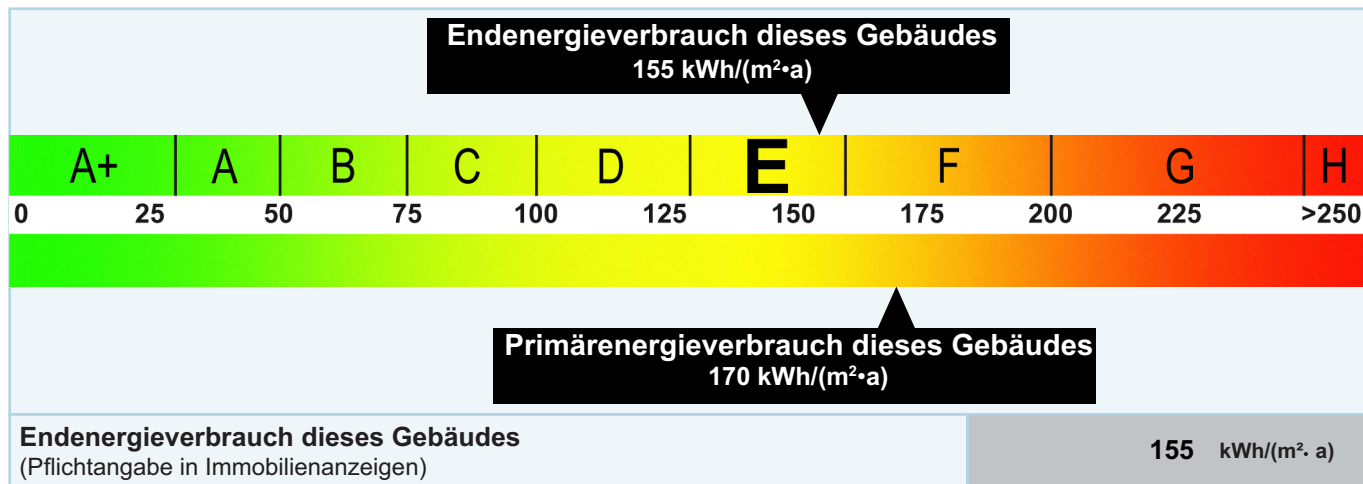 Endenergieverbrauch dieses Gebäudes
155 kWh/(m²•a)
A+ A B C D E F G H
0 25 50 75 100 125 150 175 200 225 >250
Primärenergieverbrauch dieses Gebäudes
170 kWh/(m²•a)
Endenergieverbrauch dieses Gebäudes
(Pflichtangabe in Immobilienanzeigen)
155 kWh/(m²· a)